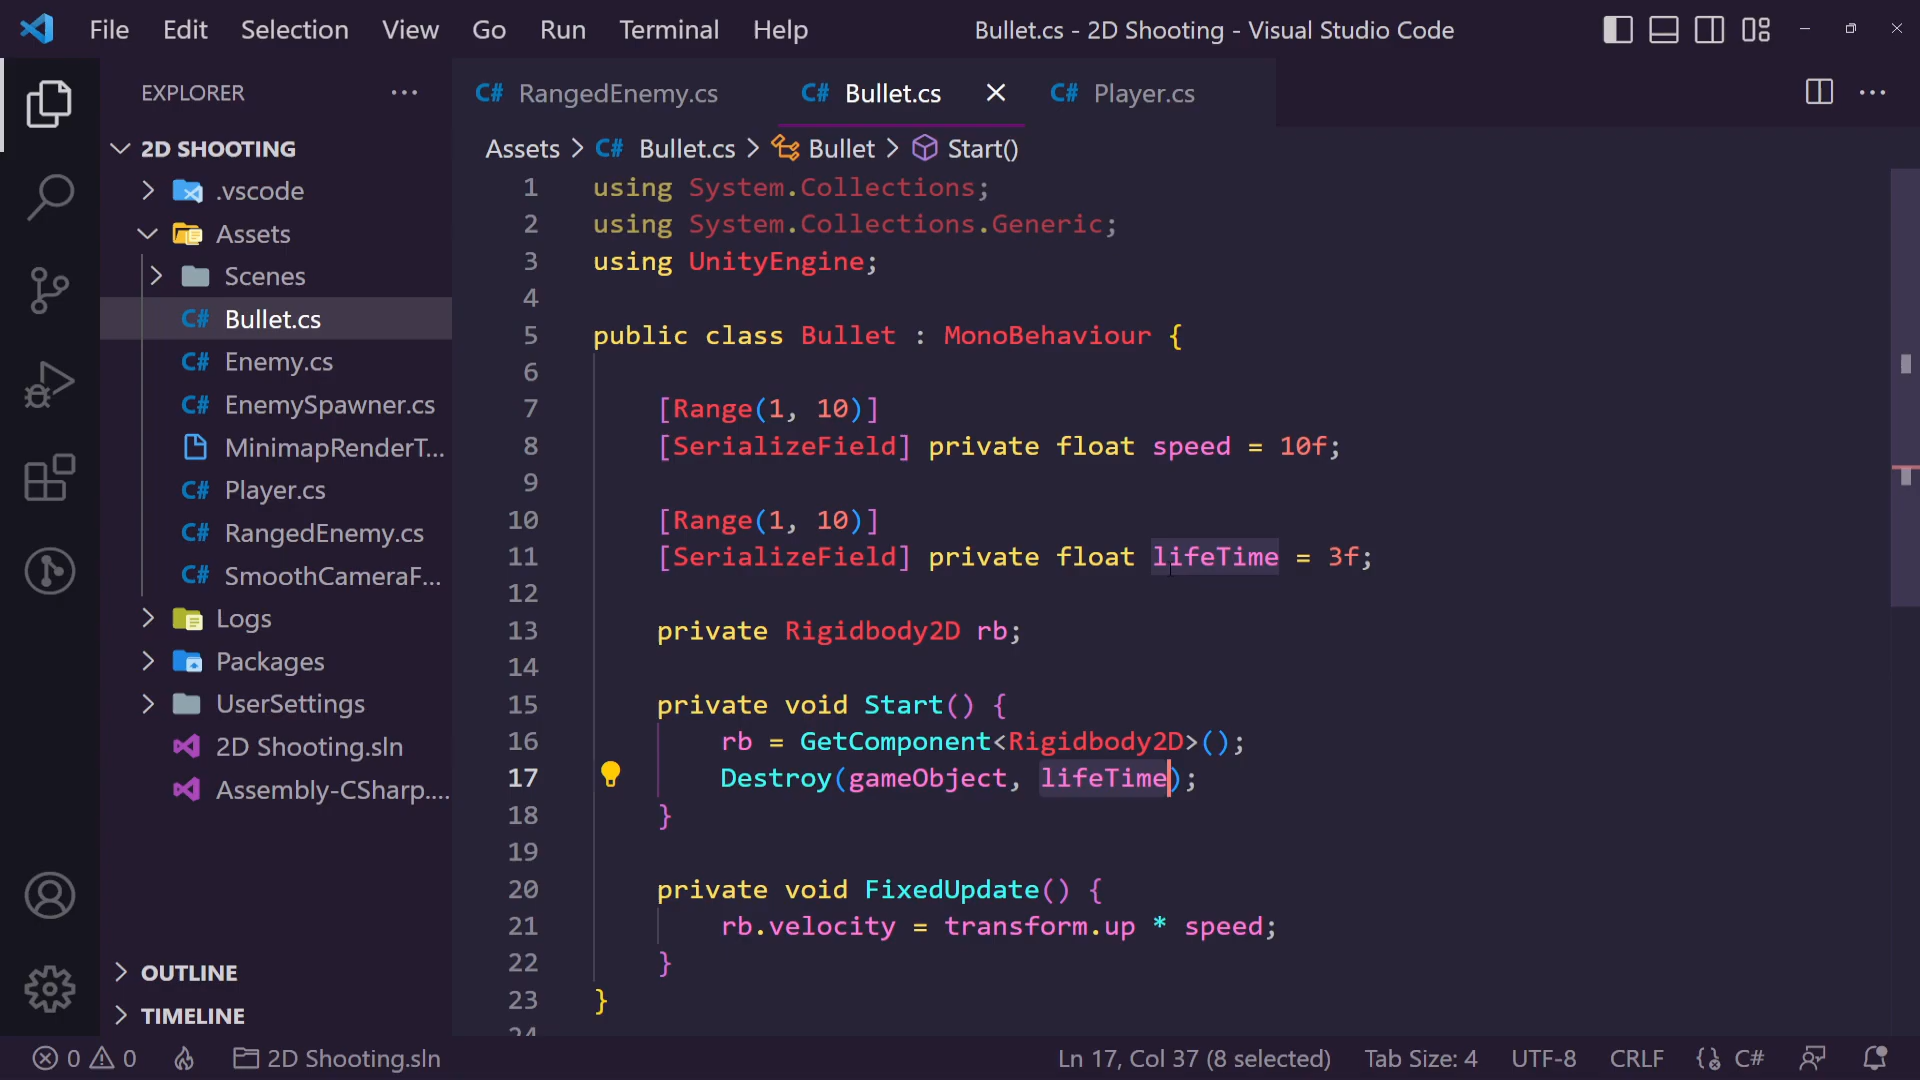 File Edit Selection View Go Run Terminal Help
Bullet.cs - 2D Shooting - Visual Studio Code
EXPLORER
2D SHOOTING
.vscode
Assets
Scenes
C# Bullet.cs
C# Enemy.cs
C# EnemySpawner.cs
MinimapRenderT...
C# Player.cs
C# RangedEnemy.cs
C# SmoothCameraF...
Logs
Packages
UserSettings
2D Shooting.sln
Assembly-CSharp....
OUTLINE
TIMELINE
C# RangedEnemy.cs C# Bullet.cs C# Player.cs
Assets > C# Bullet.cs > Bullet > Start()
1 using System.Collections;
2 using System.Collections.Generic;
3 using UnityEngine;
4
5 public class Bullet : MonoBehaviour {
6
7 [Range(1, 10)]
8 [SerializeField] private float speed = 10f;
9
10 [Range(1, 10)]
11 [SerializeField] private float lifeTime = 3f;
12
13 private Rigidbody2D rb;
14
15 private void Start() {
16 rb = GetComponent<Rigidbody2D>();
17 Destroy(gameObject, lifeTime);
18 }
19
20 private void FixedUpdate() {
21 rb.velocity = transform.up * speed;
22 }
23 }
24
0 0 2D Shooting.sln Ln 17, Col 37 (8 selected) Tab Size: 4 UTF-8 CRLF C#